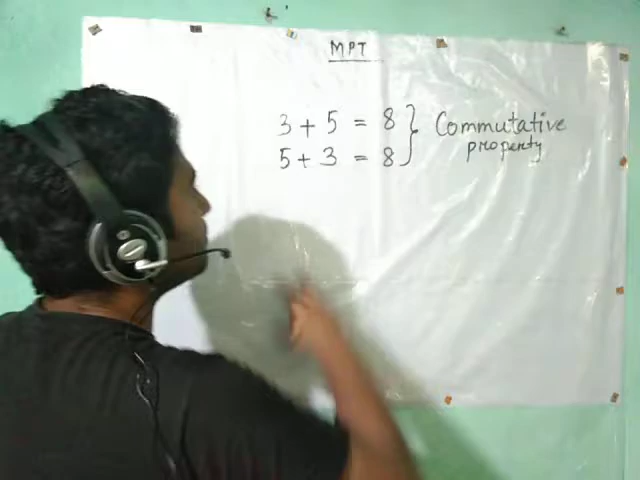 MPT
3 + 5 = 8 } Commutative
5 + 3 = 8 } property